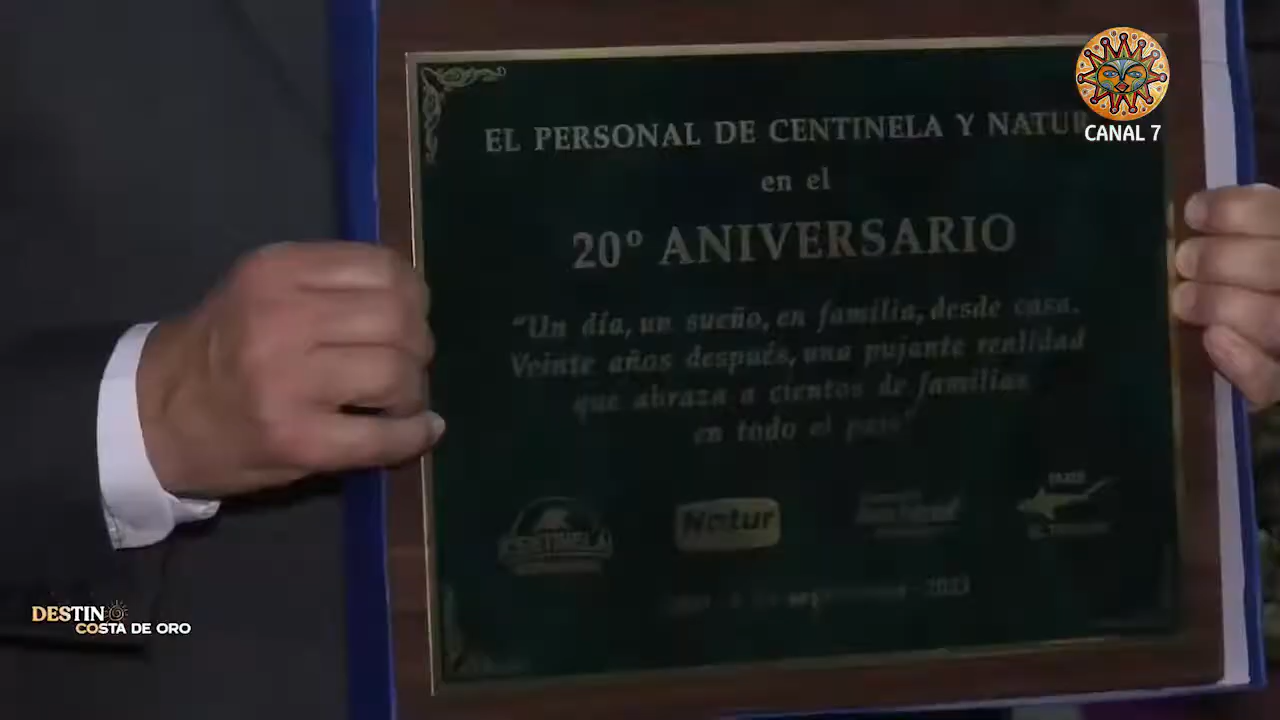 CANAL 7
EL PERSONAL DE CENTINELA Y NATUR
en el
20º ANIVERSARIO
"Un día, un sueño, en familia, desde casa.
Veinte años después, una pujante realidad
que abraza a cientos de familias
en todo el país"
CENTINELA
Natur
DESTINO
COSTA DE ORO